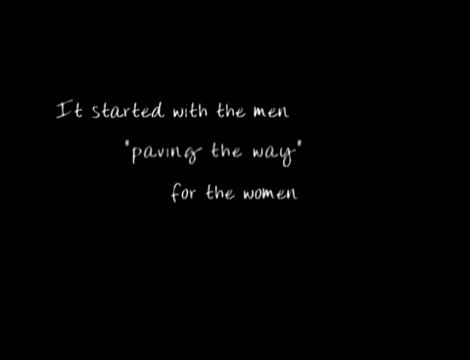 It started with the men
"paving the way"
for the women